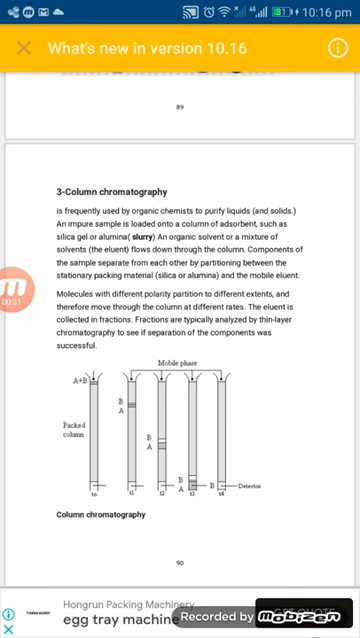 10:16 pm
What's new in version 10.16
89
3-Column chromatography
is frequently used by organic chemists to purify liquids (and solids.)
An impure sample is loaded onto a column of adsorbent, such as
silica gel or alumina( slurry) An organic solvent or a mixture of
solvents (the eluent) flows down through the column. Components of
the sample separate from each other by partitioning between the
stationary packing material (silica or alumina) and the mobile eluent.
Molecules with different polarity partition to different extents, and
therefore move through the column at different rates. The eluent is
collected in fractions. Fractions are typically analyzed by thin-layer
chromatography to see if separation of the components was
successful.
Mobile phase
A+B
B
A
Packed
column
B
A
B
A
B
Detector
t0
t1
t2
t3
t4
Column chromatography
90
00:31
Hongrun Packing Machinery
egg tray machine
GET QUOTE
Recorded by
mobizen